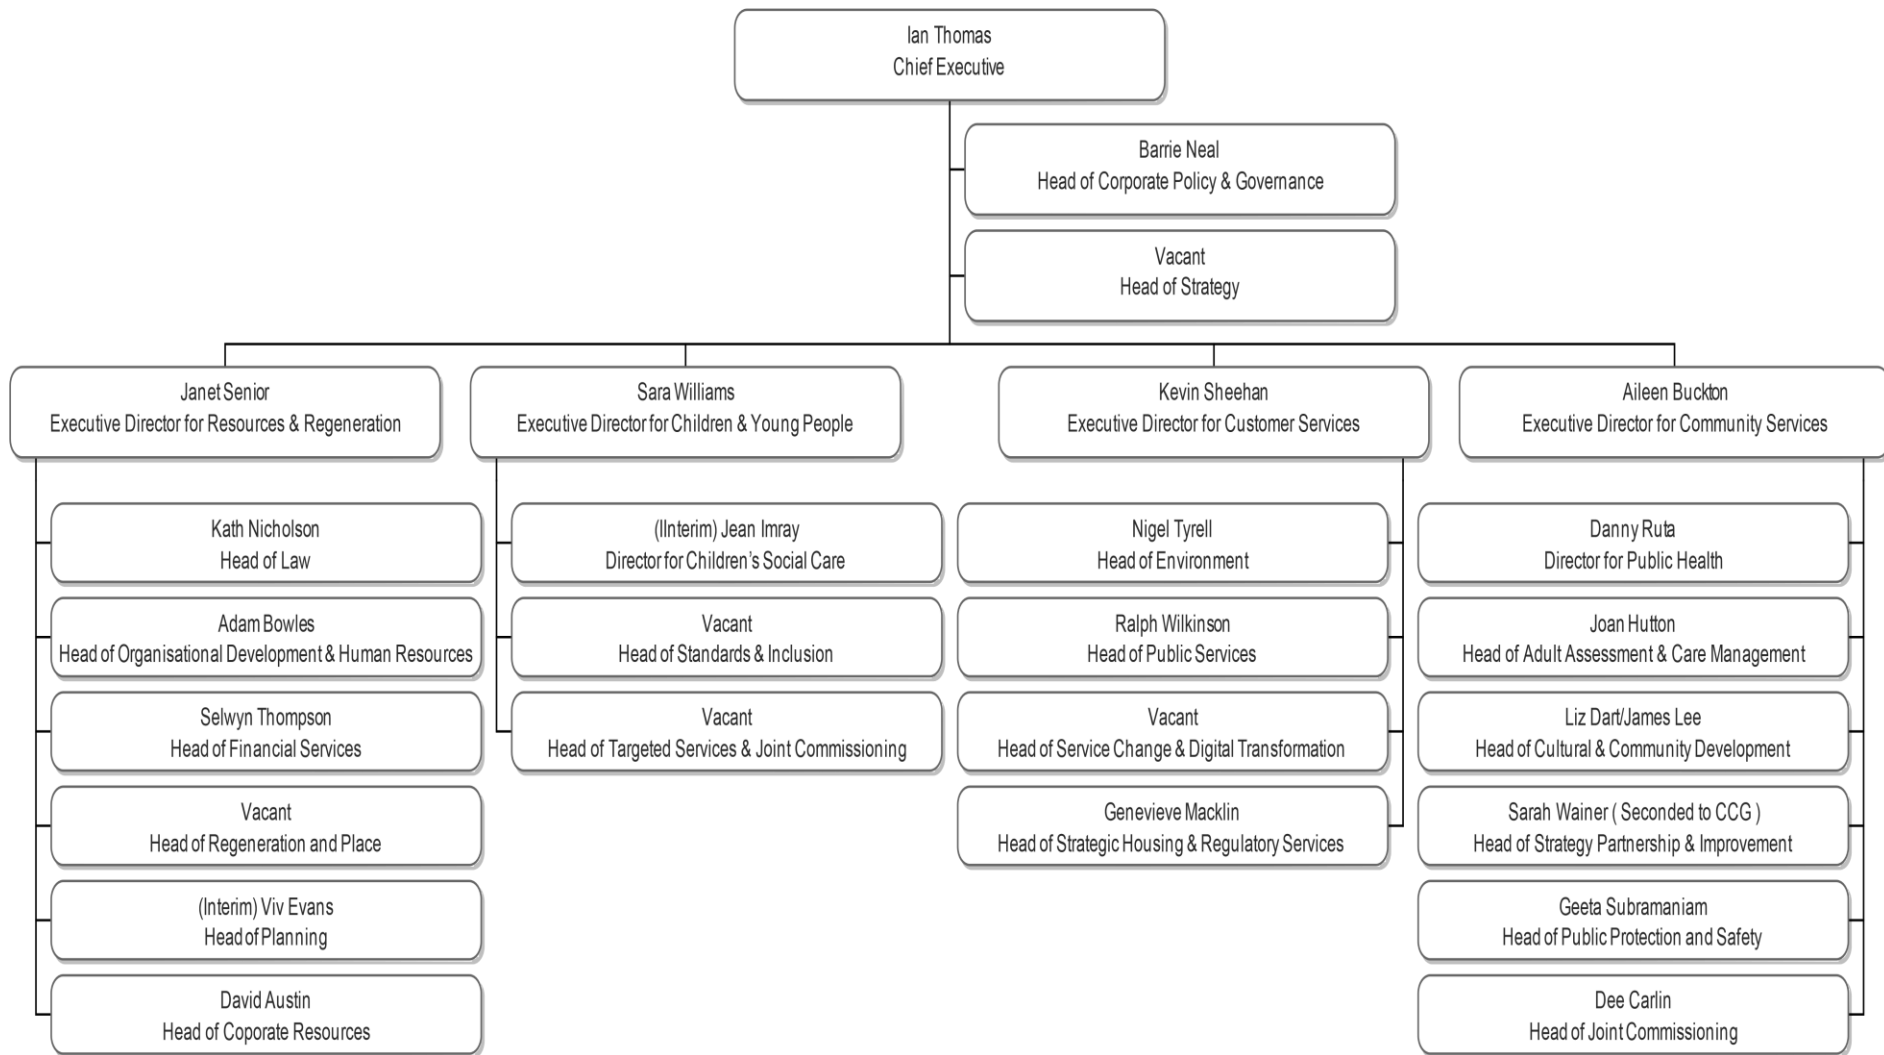 Ian Thomas
Chief Executive
Barrie Neal
Head of Corporate Policy & Governance
Vacant
Head of Strategy
Janet Senior
Executive Director for Resources & Regeneration
Sara Williams
Executive Director for Children & Young People
Kevin Sheehan
Executive Director for Customer Services
Aileen Buckton
Executive Director for Community Services
Kath Nicholson
Head of Law
Adam Bowles
Head of Organisational Development & Human Resources
Selwyn Thompson
Head of Financial Services
Vacant
Head of Regeneration and Place
(Interim) Viv Evans
Head of Planning
David Austin
Head of Coporate Resources
(IInterim) Jean Imray
Director for Children's Social Care
Vacant
Head of Standards & Inclusion
Vacant
Head of Targeted Services & Joint Commissioning
Nigel Tyrell
Head of Environment
Ralph Wilkinson
Head of Public Services
Vacant
Head of Service Change & Digital Transformation
Genevieve Macklin
Head of Strategic Housing & Regulatory Services
Danny Ruta
Director for Public Health
Joan Hutton
Head of Adult Assessment & Care Management
Liz Dart/James Lee
Head of Cultural & Community Development
Sarah Wainer ( Seconded to CCG )
Head of Strategy Partnership & Improvement
Geeta Subramaniam
Head of Public Protection and Safety
Dee Carlin
Head of Joint Commissioning